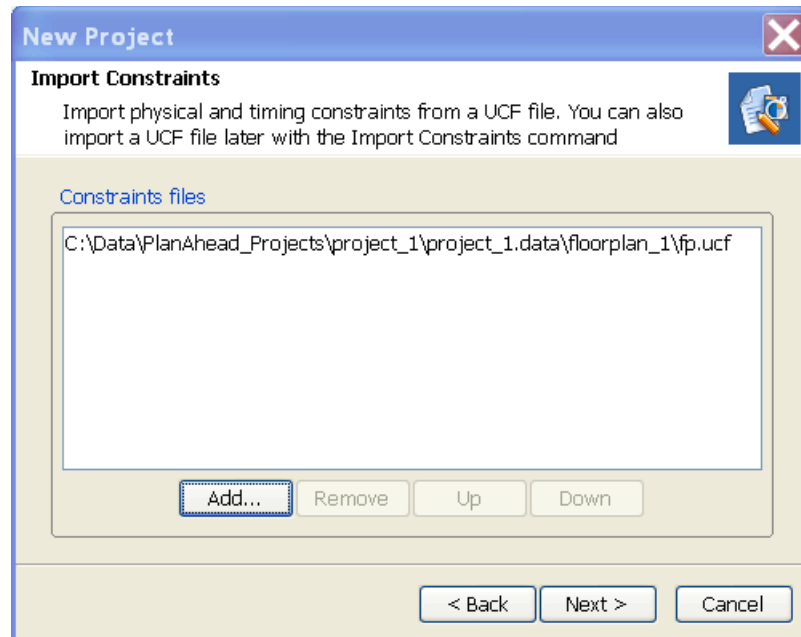 New Project
Import Constraints
Import physical and timing constraints from a UCF file. You can also
import a UCF file later with the Import Constraints command
Constraints files
C:\Data\PlanAhead_Projects\project_1\project_1.data\floorplan_1\fp.ucf
Add... Remove Up Down
< Back Next > Cancel